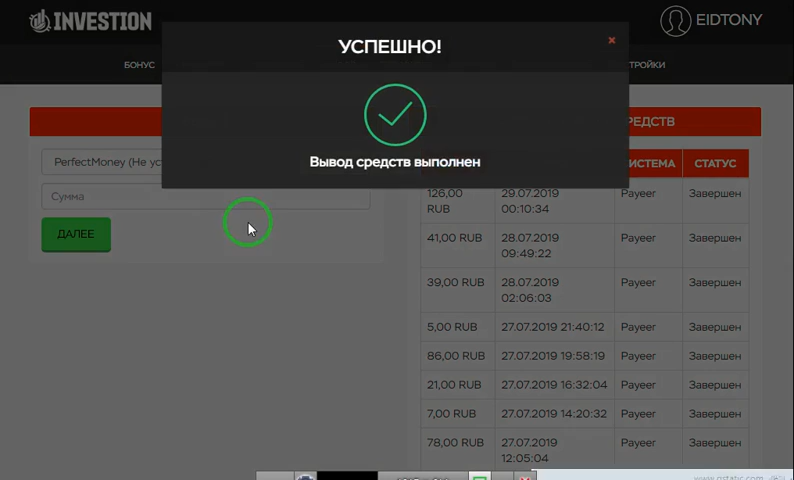 INVESTION
EIDTONY
УСПЕШНО!
Вывод средств выполнен
БОНУС
ТРОЙКИ
РЕДСТВ
PerfectMoney (Не ус
Сумма
ДАЛЕЕ
ИСТЕМА СТАТУС
126,00 RUB 29.07.2019 00:10:34 Payeer Завершен
41,00 RUB 28.07.2019 09:49:22 Payeer Завершен
39,00 RUB 28.07.2019 02:06:03 Payeer Завершен
5,00 RUB 27.07.2019 21:40:12 Payeer Завершен
86,00 RUB 27.07.2019 19:58:19 Payeer Завершен
21,00 RUB 27.07.2019 16:32:04 Payeer Завершен
7,00 RUB 27.07.2019 14:20:32 Payeer Завершен
78,00 RUB 27.07.2019 12:05:04 Payeer Завершен